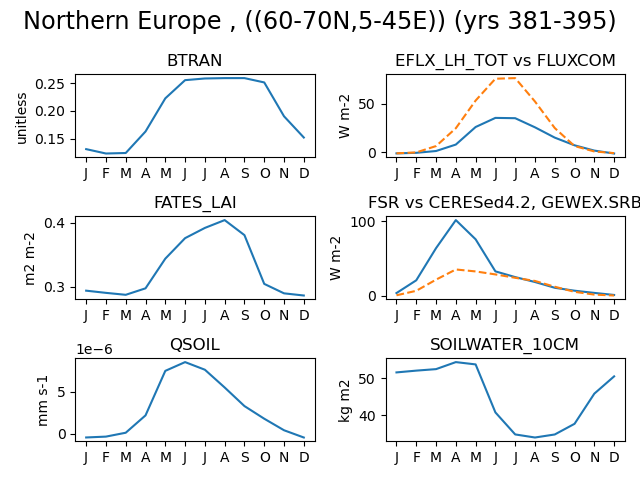 Northern Europe , ((60-70N,5-45E)) (yrs 381-395)
BTRAN
unitless
0.25
0.20
0.15
J F M A M J J A S O N D
EFLX_LH_TOT vs FLUXCOM
W m-2
50
0
J F M A M J J A S O N D
FATES_LAI
m2 m-2
0.4
0.3
J F M A M J J A S O N D
FSR vs CERESed4.2, GEWEX.SRB
W m-2
100
0
J F M A M J J A S O N D
QSOIL
1e−6
mm s-1
5
0
J F M A M J J A S O N D
SOILWATER_10CM
kg m2
50
40
J F M A M J J A S O N D